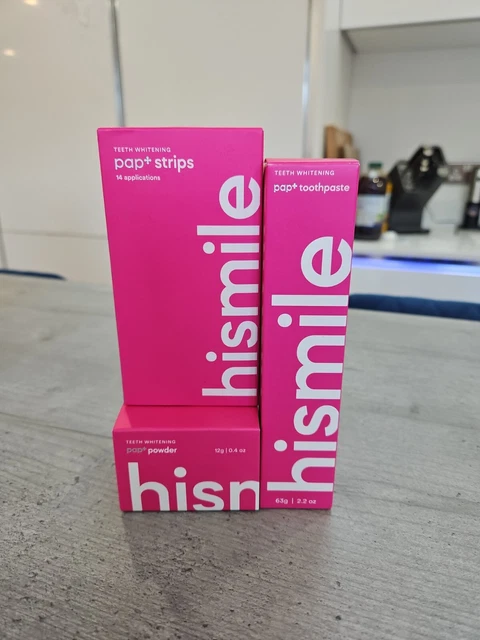 TEETH WHITENING
pap+ strips
14 applications
hismile
TEETH WHITENING
pap+ toothpaste
hismile
63g | 2.2 oz
TEETH WHITENING
pap+ powder
12g | 0.4 oz
hism